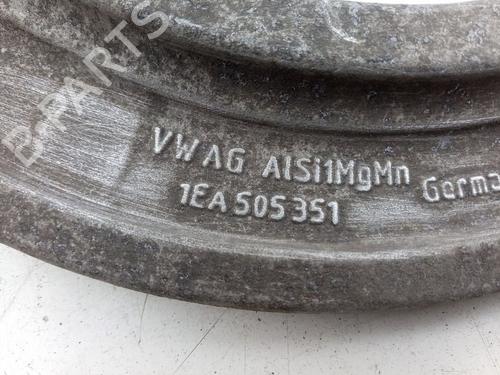 B-PARTS
VW AG AlSi1MgMn
1EA 505 351
Germa